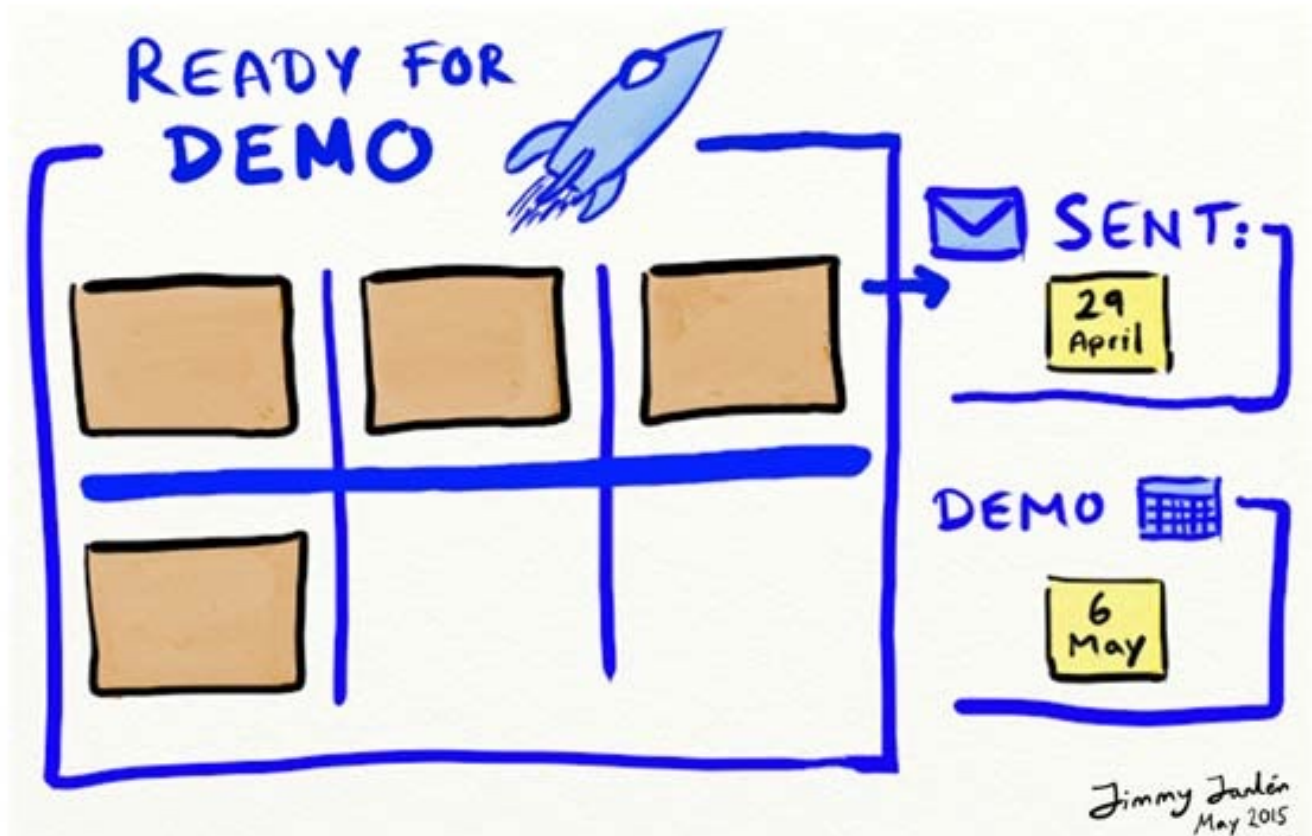 READY FOR
DEMO
SENT:
29
April
DEMO
6
May
Jimmy Janlén
May 2015